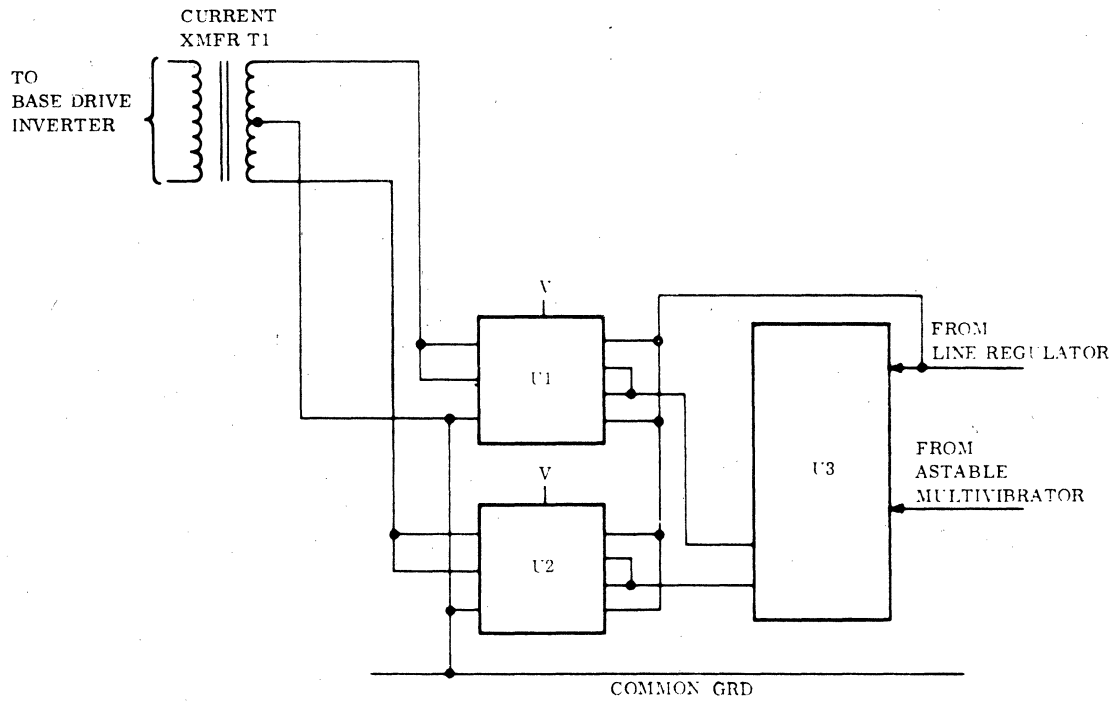 CURRENT
XMFR T1
TO
BASE DRIVE
INVERTER
V
U1
FROM
LINE REGULATOR
V
U2
U3
FROM
ASTABLE
MULTIVIBRATOR
COMMON GRD